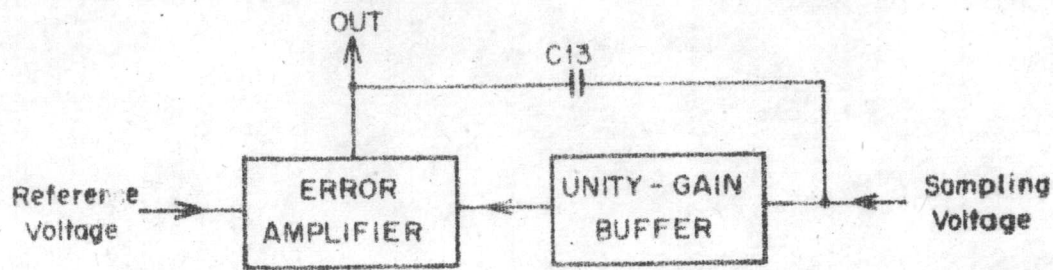 OUT
C13
Reference
Voltage
ERROR
AMPLIFIER
UNITY - GAIN
BUFFER
Sampling
Voltage